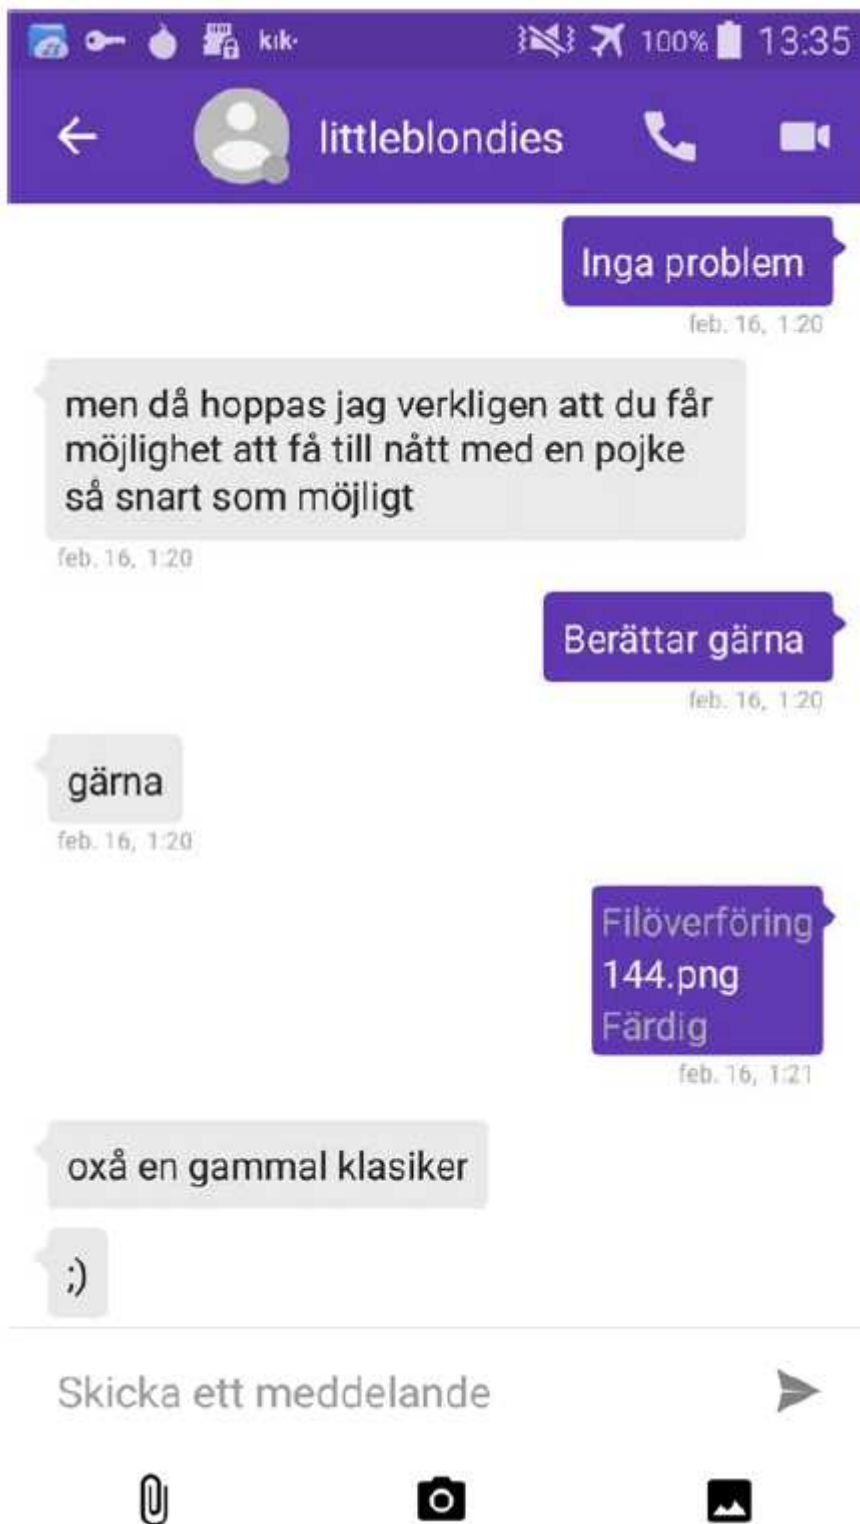 kik·
100%
13:35
littleblondies
Inga problem
feb. 16, 1:20
men då hoppas jag verkligen att du får
möjlighet att få till nått med en pojke
så snart som möjligt
feb. 16, 1:20
Berättar gärna
feb. 16, 1:20
gärna
feb. 16, 1:20
Filöverföring
144.png
Färdig
feb. 16, 1:21
oxå en gammal klasiker
;)
Skicka ett meddelande